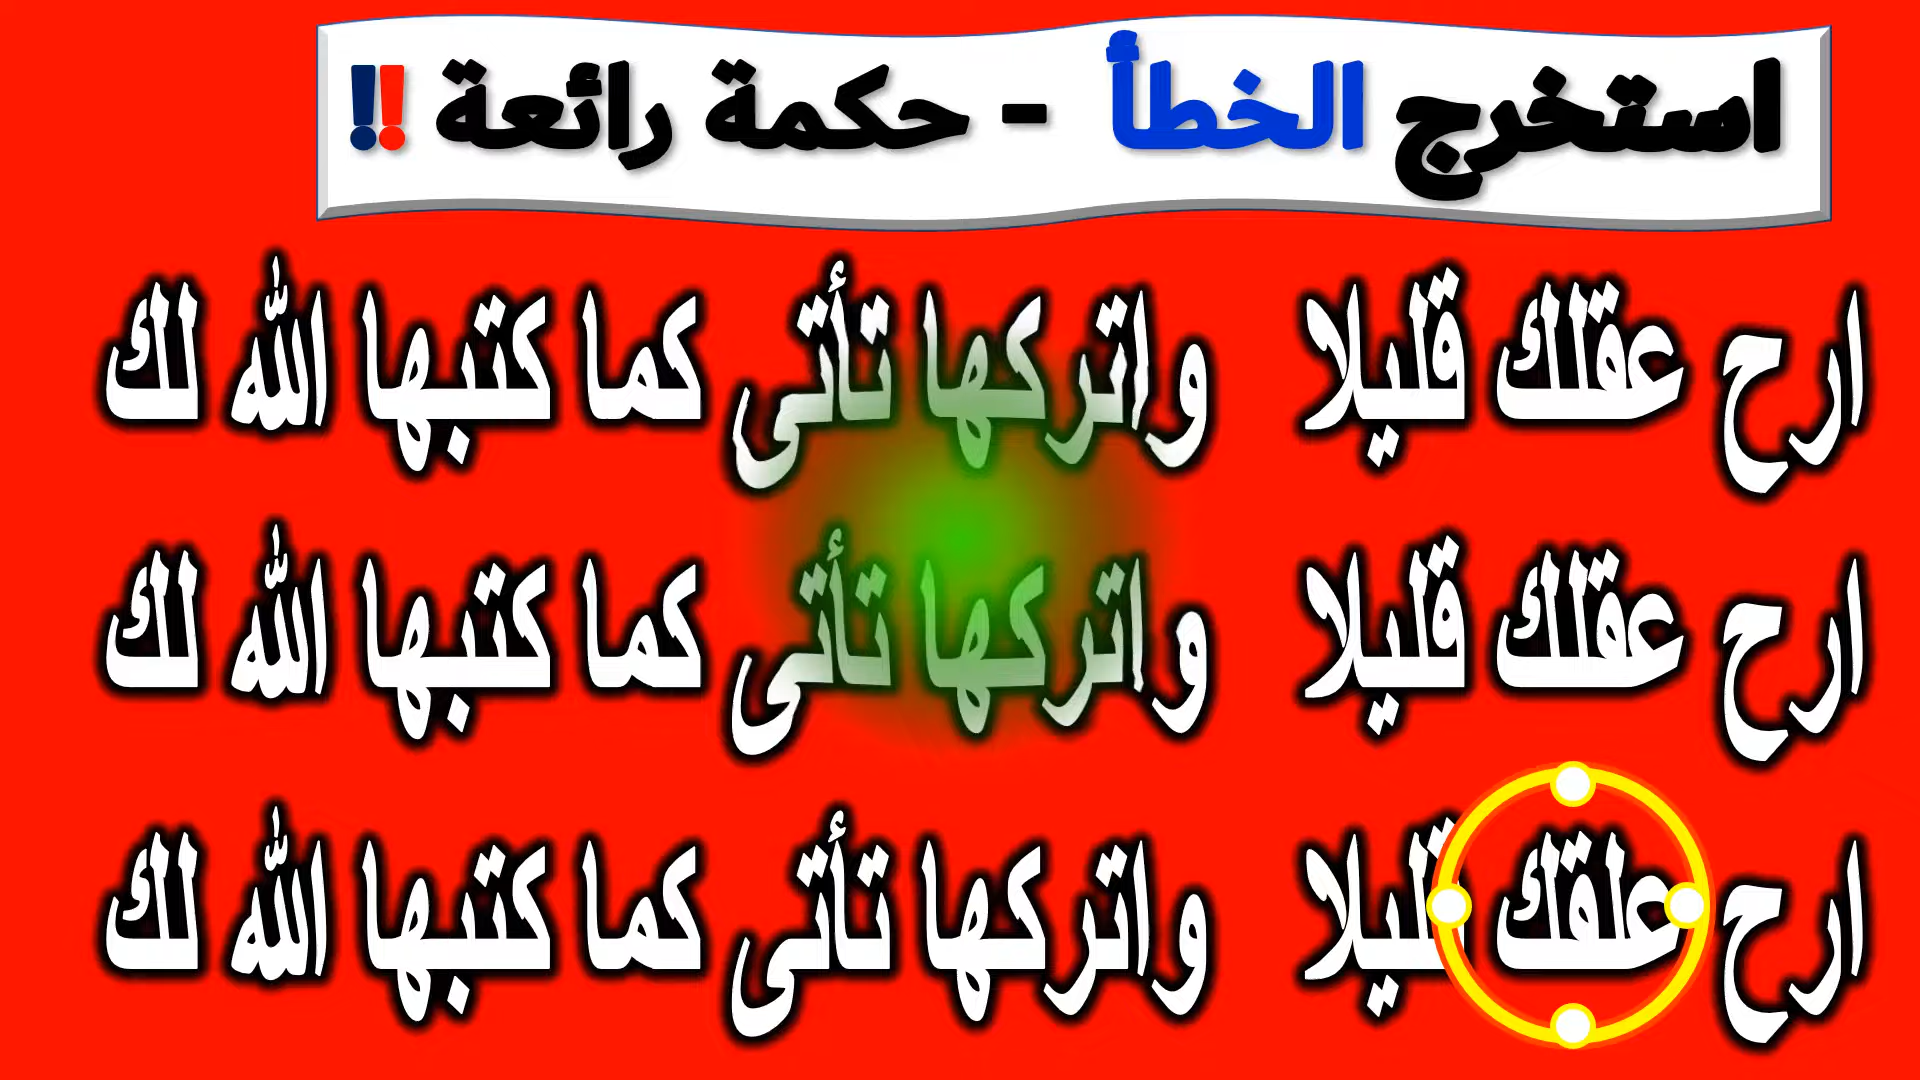 استخرج الخطأ - حكمة رائعة !!
ارح عقلك قليلا واتركها تأتى كما كتبها الله لك
ارح عقلك قليلا واتركها تأتى كما كتبها الله لك
ارح علقك قليلا واتركها تأتى كما كتبها الله لك